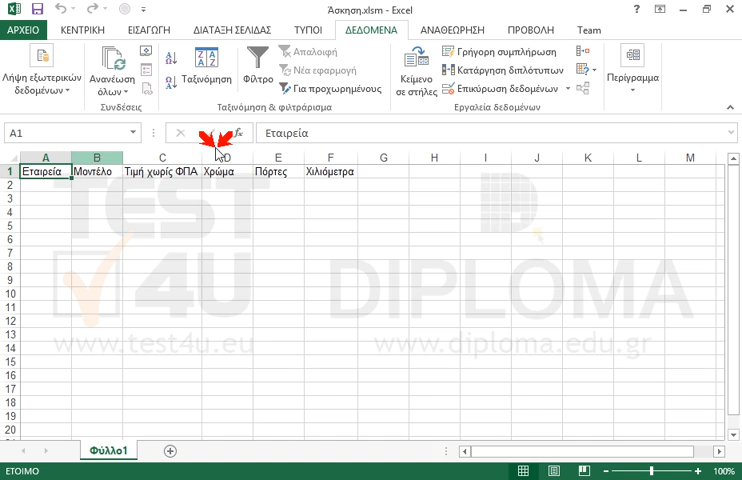 Άσκηση.xlsm - Excel
ΑΡΧΕΙΟ ΚΕΝΤΡΙΚΗ ΕΙΣΑΓΩΓΗ ΔΙΑΤΑΞΗ ΣΕΛΙΔΑΣ ΤΥΠΟΙ ΔΕΔΟΜΕΝΑ ΑΝΑΘΕΩΡΗΣΗ ΠΡΟΒΟΛΗ Team
Λήψη εξωτερικών δεδομένων
Ανανέωση όλων
Συνδέσεις
Ταξινόμηση
Φίλτρο
Απαλοιφή
Νέα εφαρμογή
Για προχωρημένους
Ταξινόμηση & φιλτράρισμα
Κείμενο σε στήλες
Γρήγορη συμπλήρωση
Κατάργηση διπλότυπων
Επικύρωση δεδομένων
Εργαλεία δεδομένων
Περίγραμμα
A1 fx Εταιρεία
A B C D E F G H I J K L M
1 Εταιρεία Μοντέλο Τιμή χωρίς ΦΠΑ Χρώμα Πόρτες Χιλιόμετρα
2
3
4
5
6
7
8
9
10
11
12
13
14
15
16
17
18
19
20
TEST
4U
www.test4u.eu
DIPLOMA
www.diploma.edu.gr
Φύλλο1
ΕΤΟΙΜΟ 100%